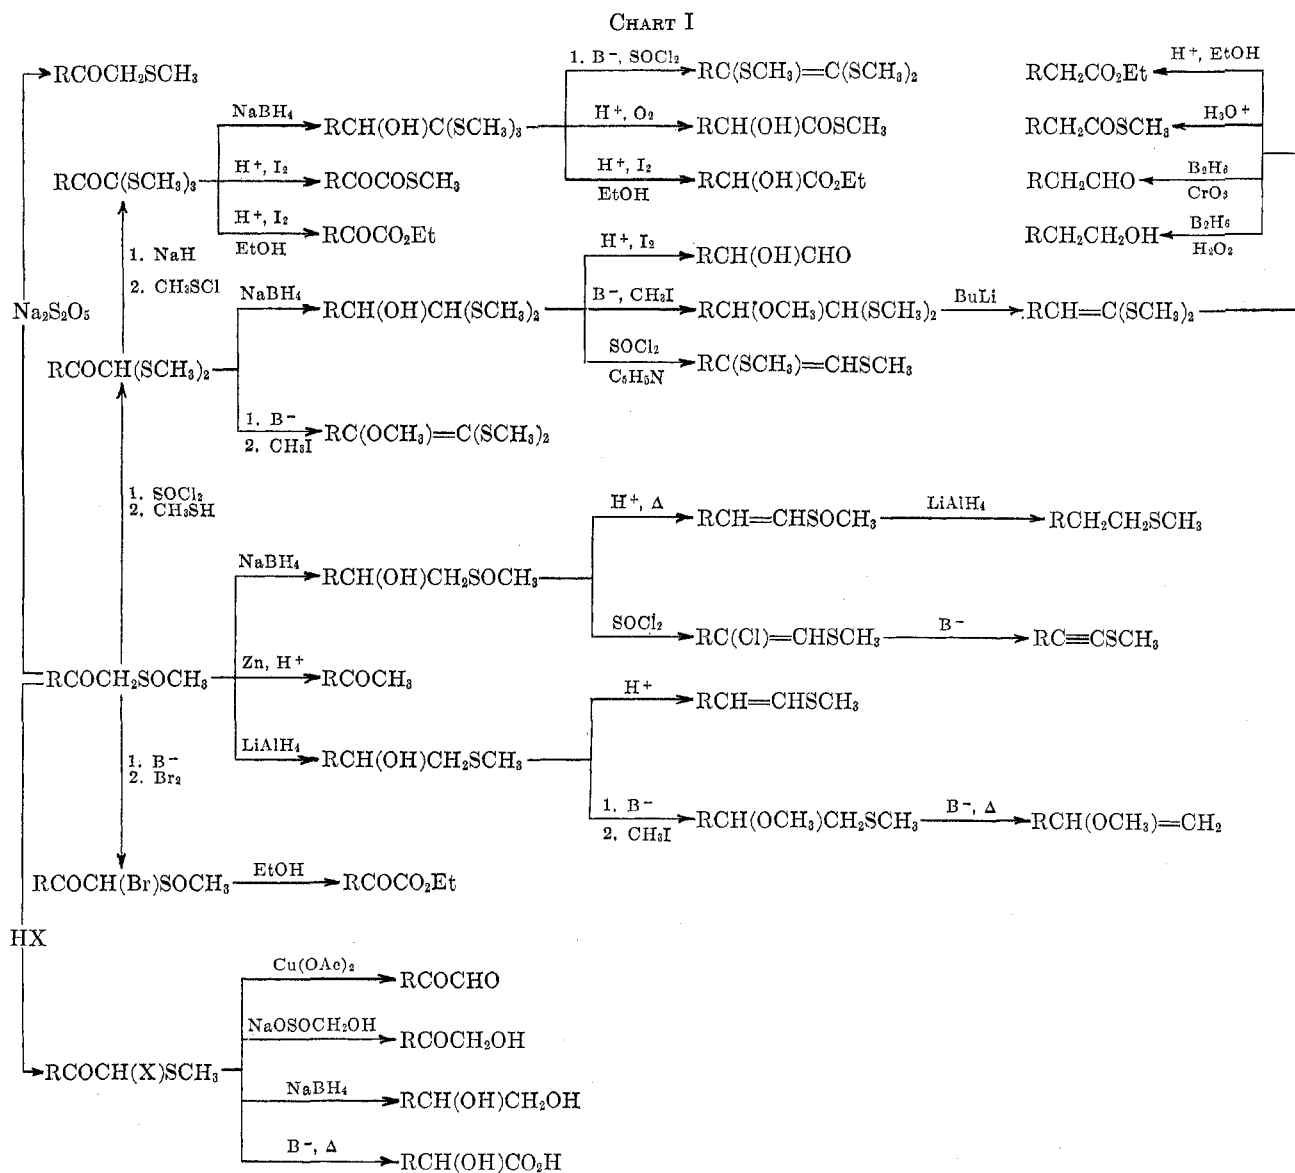 CHART I
RCOCH₂SCH₃
1. B⁻, SOCl₂
RC(SCH₃)=C(SCH₃)₂
RCH₂CO₂Et
H⁺, EtOH
NaBH₄
RCH(OH)C(SCH₃)₃
H⁺, O₂
RCH(OH)COSCH₃
RCH₂COSCH₃
H₃O⁺
RCOC(SCH₃)₃
H⁺, I₂
RCOCOSCH₃
H⁺, I₂
EtOH
RCH(OH)CO₂Et
RCH₂CHO
B₂H₆
CrO₃
H⁺, I₂
EtOH
RCOCO₂Et
RCH₂CH₂OH
B₂H₆
H₂O₂
1. NaH
2. CH₃SCl
H⁺, I₂
RCH(OH)CHO
Na₂S₂O₅
NaBH₄
RCH(OH)CH(SCH₃)₂
B⁻, CH₃I
RCH(OCH₃)CH(SCH₃)₂
BuLi
RCH=C(SCH₃)₂
RCOCH(SCH₃)₂
SOCl₂
C₅H₅N
RC(SCH₃)=CHSCH₃
1. B⁻
2. CH₃I
RC(OCH₃)=C(SCH₃)₂
1. SOCl₂
2. CH₃SH
H⁺, Δ
RCH=CHSOCH₃
LiAlH₄
RCH₂CH₂SCH₃
NaBH₄
RCH(OH)CH₂SOCH₃
SOCl₂
RC(Cl)=CHSCH₃
B⁻
RC≡CSCH₃
RCOCH₂SOCH₃
Zn, H⁺
RCOCH₃
H⁺
RCH=CHSCH₃
LiAlH₄
RCH(OH)CH₂SCH₃
1. B⁻
2. Br₂
1. B⁻
2. CH₃I
RCH(OCH₃)CH₂SCH₃
B⁻, Δ
RCH(OCH₃)=CH₂
RCOCH(Br)SOCH₃
EtOH
RCOCO₂Et
HX
Cu(OAc)₂
RCOCHO
NaOSOCH₂OH
RCOCH₂OH
RCOCH(X)SCH₃
NaBH₄
RCH(OH)CH₂OH
B⁻, Δ
RCH(OH)CO₂H